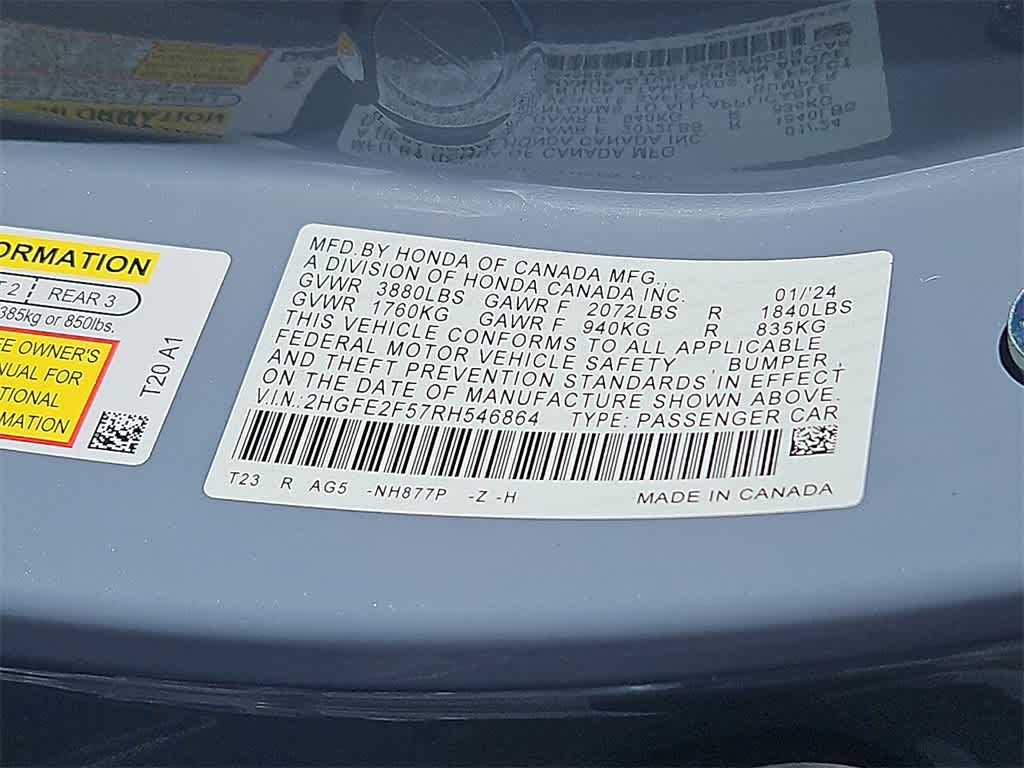 ORMATION
T 2 REAR 3
385kg or 850lbs.
EE OWNER'S
NUAL FOR
TIONAL
MATION
T20 A1
MFD.BY HONDA OF CANADA MFG.,
A DIVISION OF HONDA CANADA INC. 01/'24
GVWR 3880LBS GAWR F 2072LBS R 1840LBS
GVWR 1760KG GAWR F 940KG R 835KG
THIS VEHICLE CONFORMS TO ALL APPLICABLE
FEDERAL MOTOR VEHICLE SAFETY , BUMPER,
AND THEFT PREVENTION STANDARDS IN EFFECT
ON THE DATE OF MANUFACTURE SHOWN ABOVE.
V.I.N.:2HGFE2F57RH546864 TYPE: PASSENGER CAR
T23 R AG5 -NH877P -Z -H MADE IN CANADA